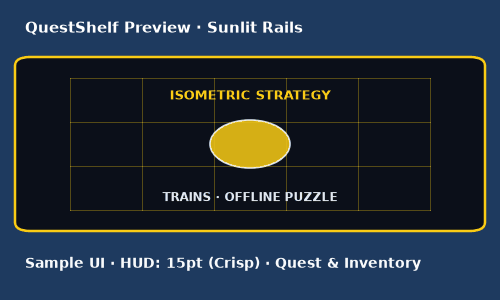 QuestShelf Preview · Sunlit Rails
ISOMETRIC STRATEGY
TRAINS · OFFLINE PUZZLE
Sample UI · HUD: 15pt (Crisp) · Quest & Inventory